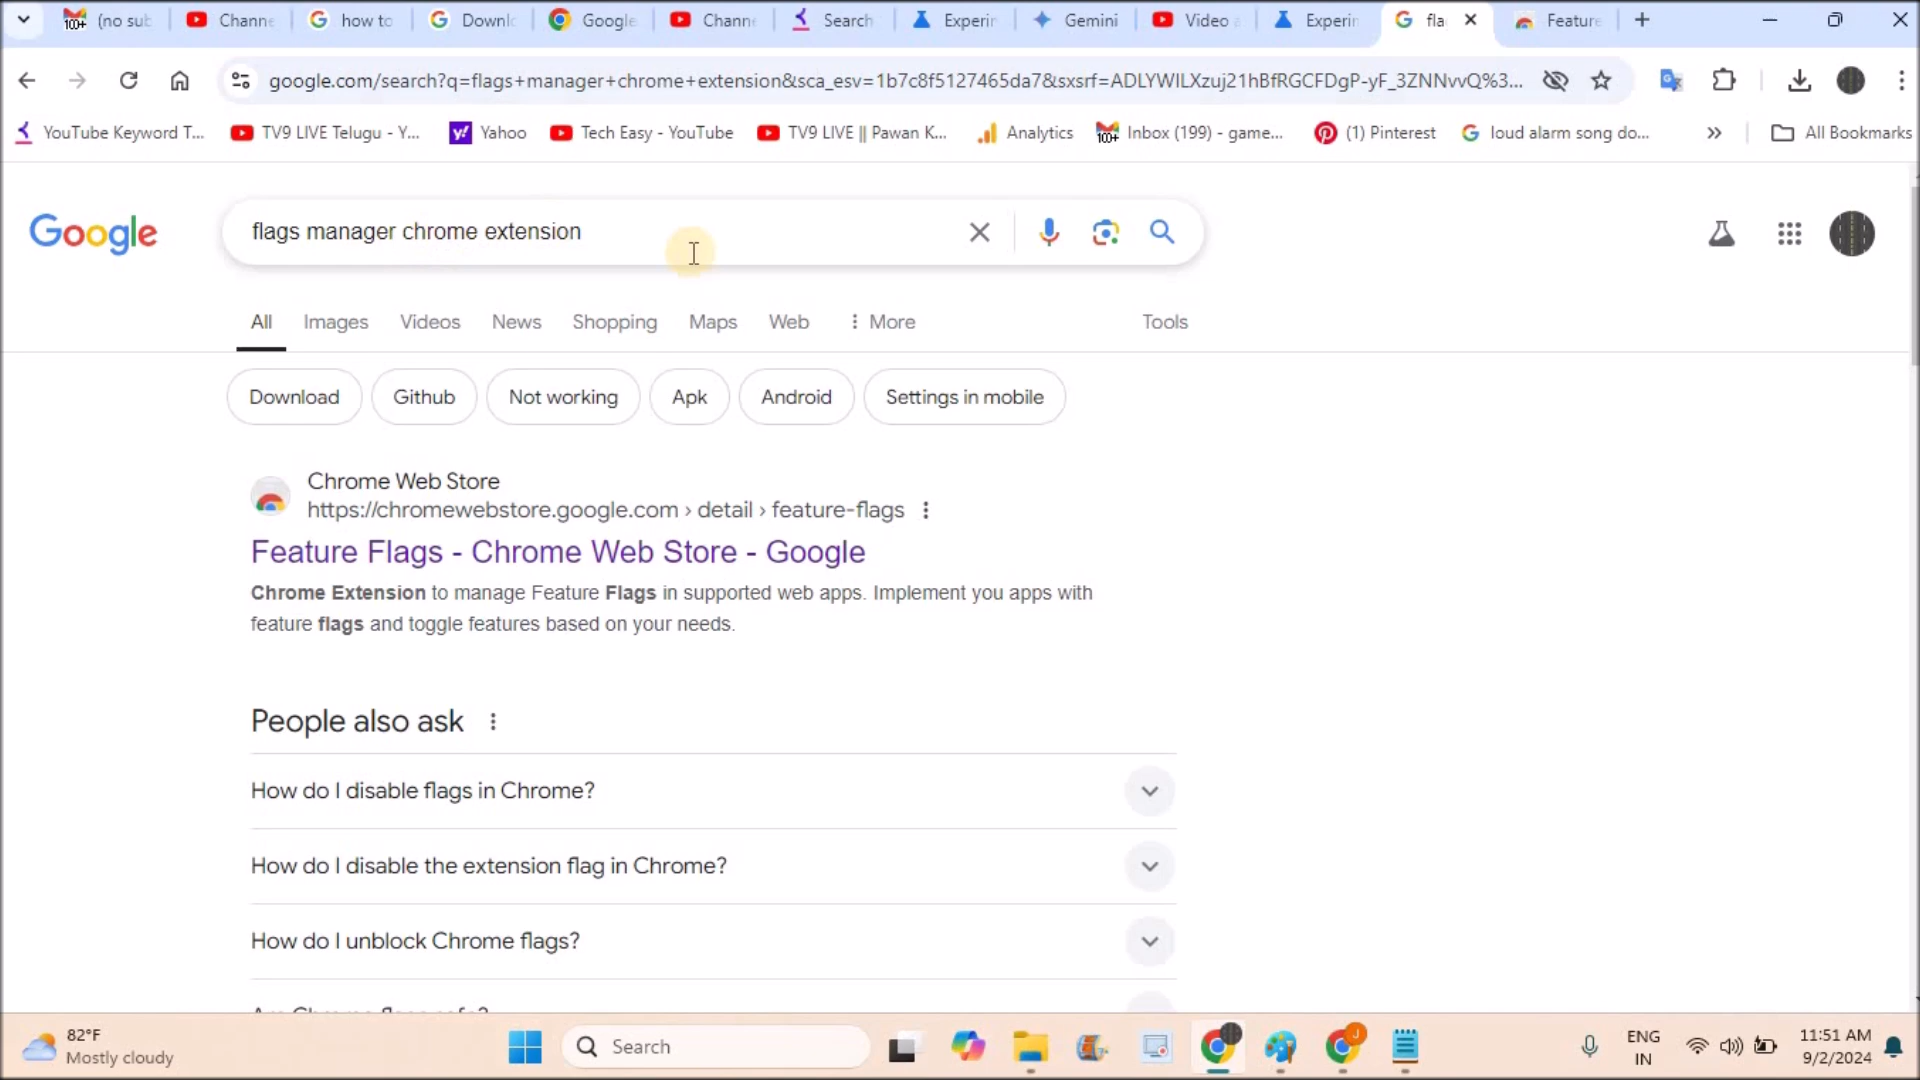 (no sub
Channe
how to
Downlo
Google
Channe
Search
Experin
Gemini
Video a
Experin
fla
Feature
google.com/search?q=flags+manager+chrome+extension&sca_esv=1b7c8f5127465da7&sxsrf=ADLYWILXzuj21hBfRGCFDgP-yF_3ZNNvvQ%3...
YouTube Keyword T...
TV9 LIVE Telugu - Y...
Yahoo
Tech Easy - YouTube
TV9 LIVE || Pawan K...
Analytics
Inbox (199) - game...
(1) Pinterest
loud alarm song do...
All Bookmarks
Google
flags manager chrome extension
All
Images
Videos
News
Shopping
Maps
Web
More
Tools
Download
Github
Not working
Apk
Android
Settings in mobile
Chrome Web Store
https://chromewebstore.google.com › detail › feature-flags
Feature Flags - Chrome Web Store - Google
Chrome Extension to manage Feature Flags in supported web apps. Implement you apps with
feature flags and toggle features based on your needs.
People also ask
How do I disable flags in Chrome?
How do I disable the extension flag in Chrome?
How do I unblock Chrome flags?
Are Chrome flags safe?
82°F
Mostly cloudy
Search
ENG
IN
11:51 AM
9/2/2024